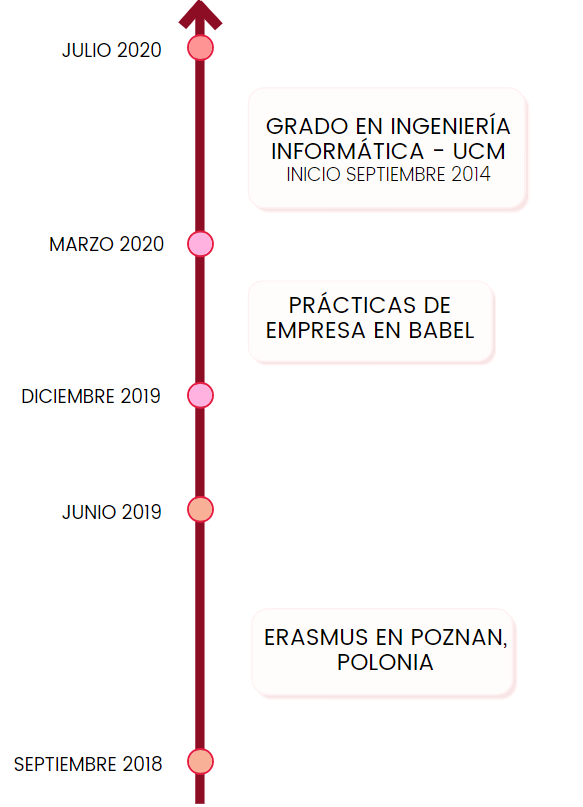 JULIO 2020
GRADO EN INGENIERÍA
INFORMÁTICA - UCM
INICIO SEPTIEMBRE 2014
MARZO 2020
PRÁCTICAS DE
EMPRESA EN BABEL
DICIEMBRE 2019
JUNIO 2019
ERASMUS EN POZNAN,
POLONIA
SEPTIEMBRE 2018